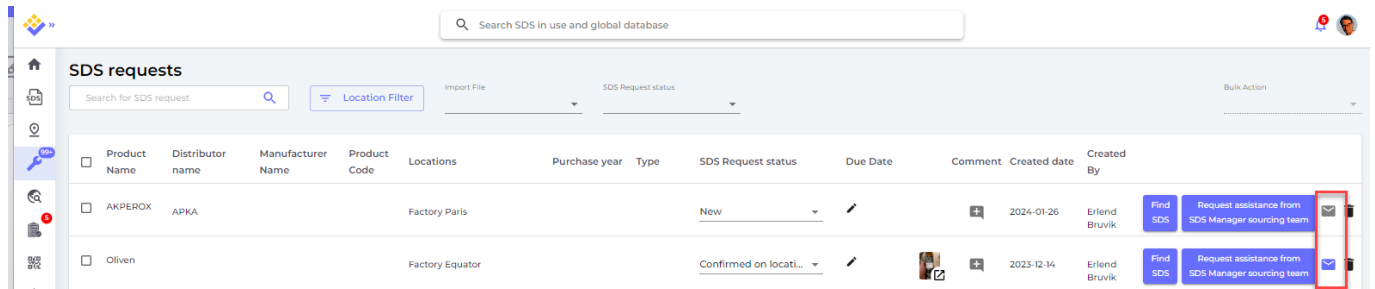 »
Search SDS in use and global database
5
SDS requests
Search for SDS request
Location Filter
Import File
SDS Request status
Bulk Action
SDS
99+
5
Product Name
Distributor name
Manufacturer Name
Product Code
Locations
Purchase year
Type
SDS Request status
Due Date
Comment
Created date
Created By
AKPEROX
APKA
Factory Paris
New
2024-01-26
Erlend Bruvik
Find SDS
Request assistance from SDS Manager sourcing team
Oliven
Factory Equator
Confirmed on locati...
2023-12-14
Erlend Bruvik
Find SDS
Request assistance from SDS Manager sourcing team